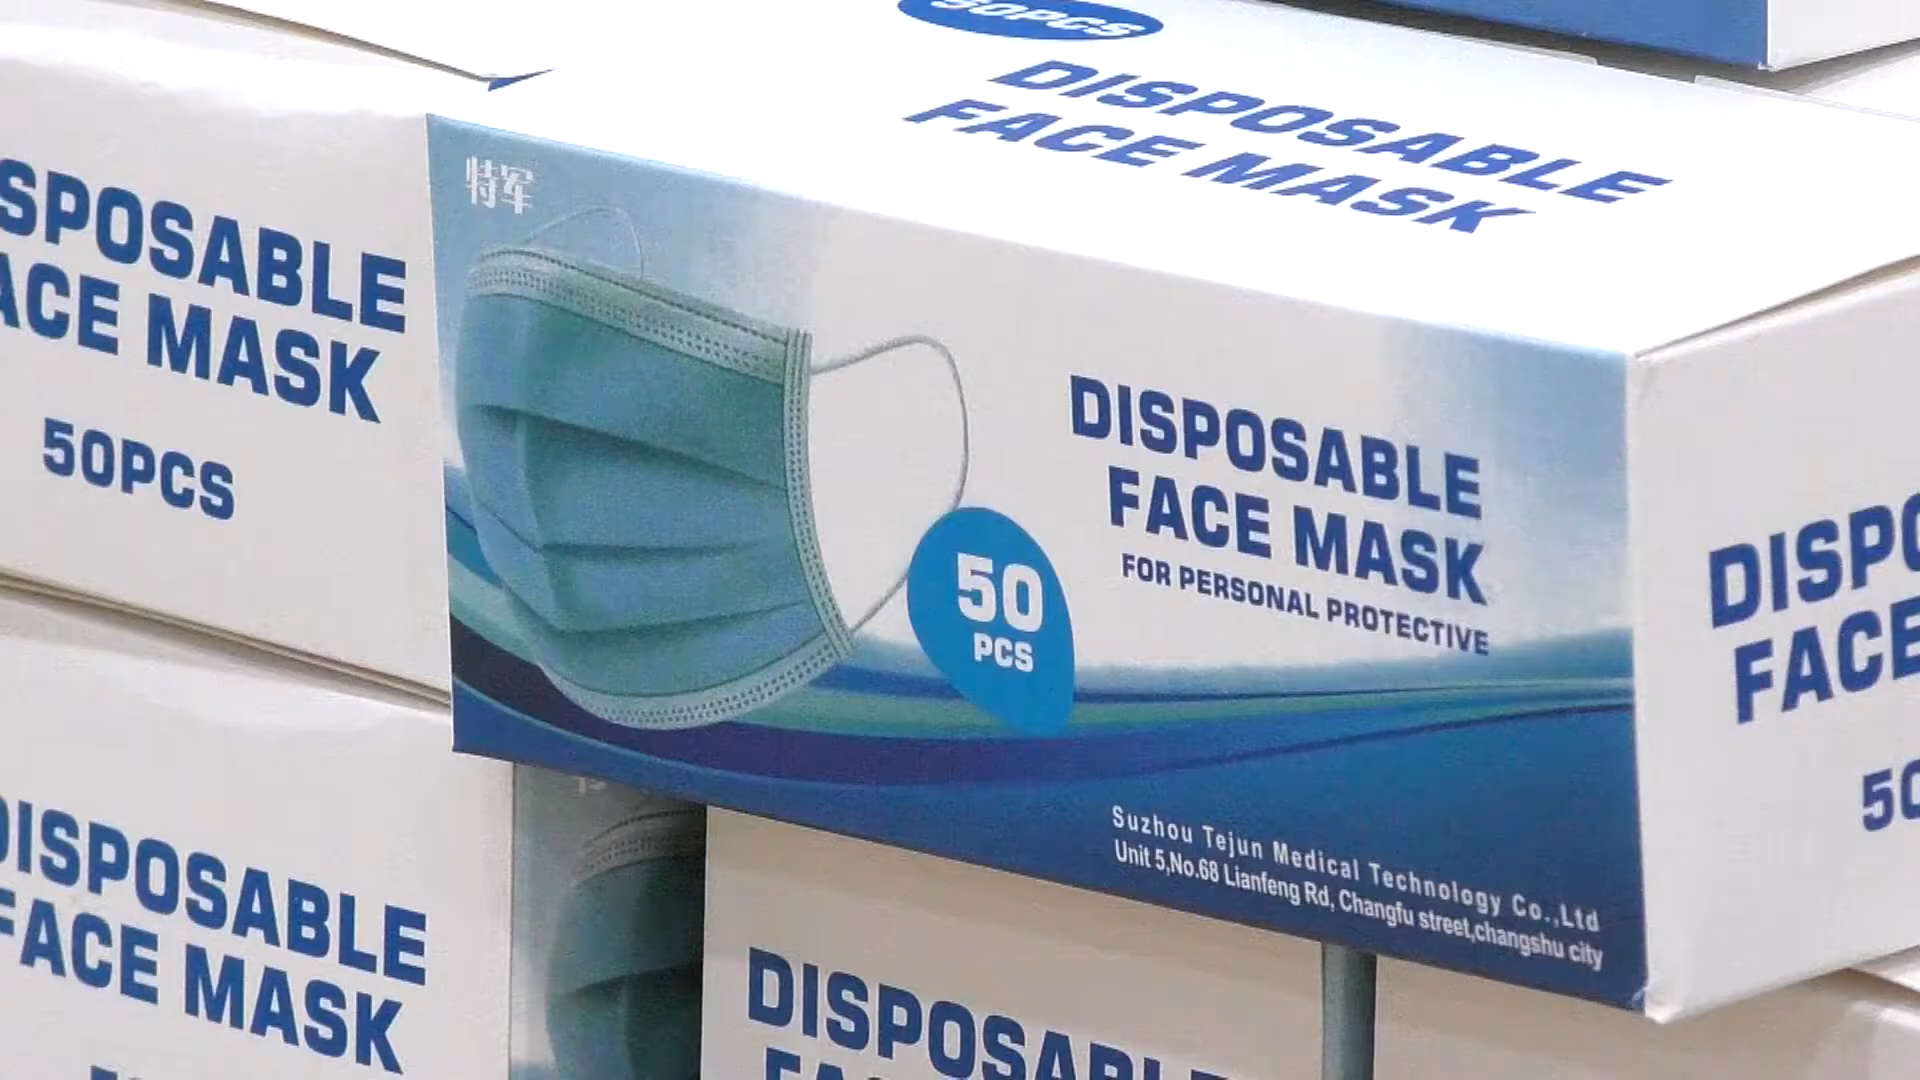 50PCS
DISPOSABLE
FACE MASK
特军
DISPOSABLE
FACE MASK
FOR PERSONAL PROTECTIVE
50
PCS
Suzhou Tejun Medical Technology Co.,Ltd
Unit 5,No.68 Lianfeng Rd, Changfu street,changshu city
SPOSABLE
ACE MASK
50PCS
DISPOSABLE
FACE MASK
DISPOSABLE
DISPO
FACE
50